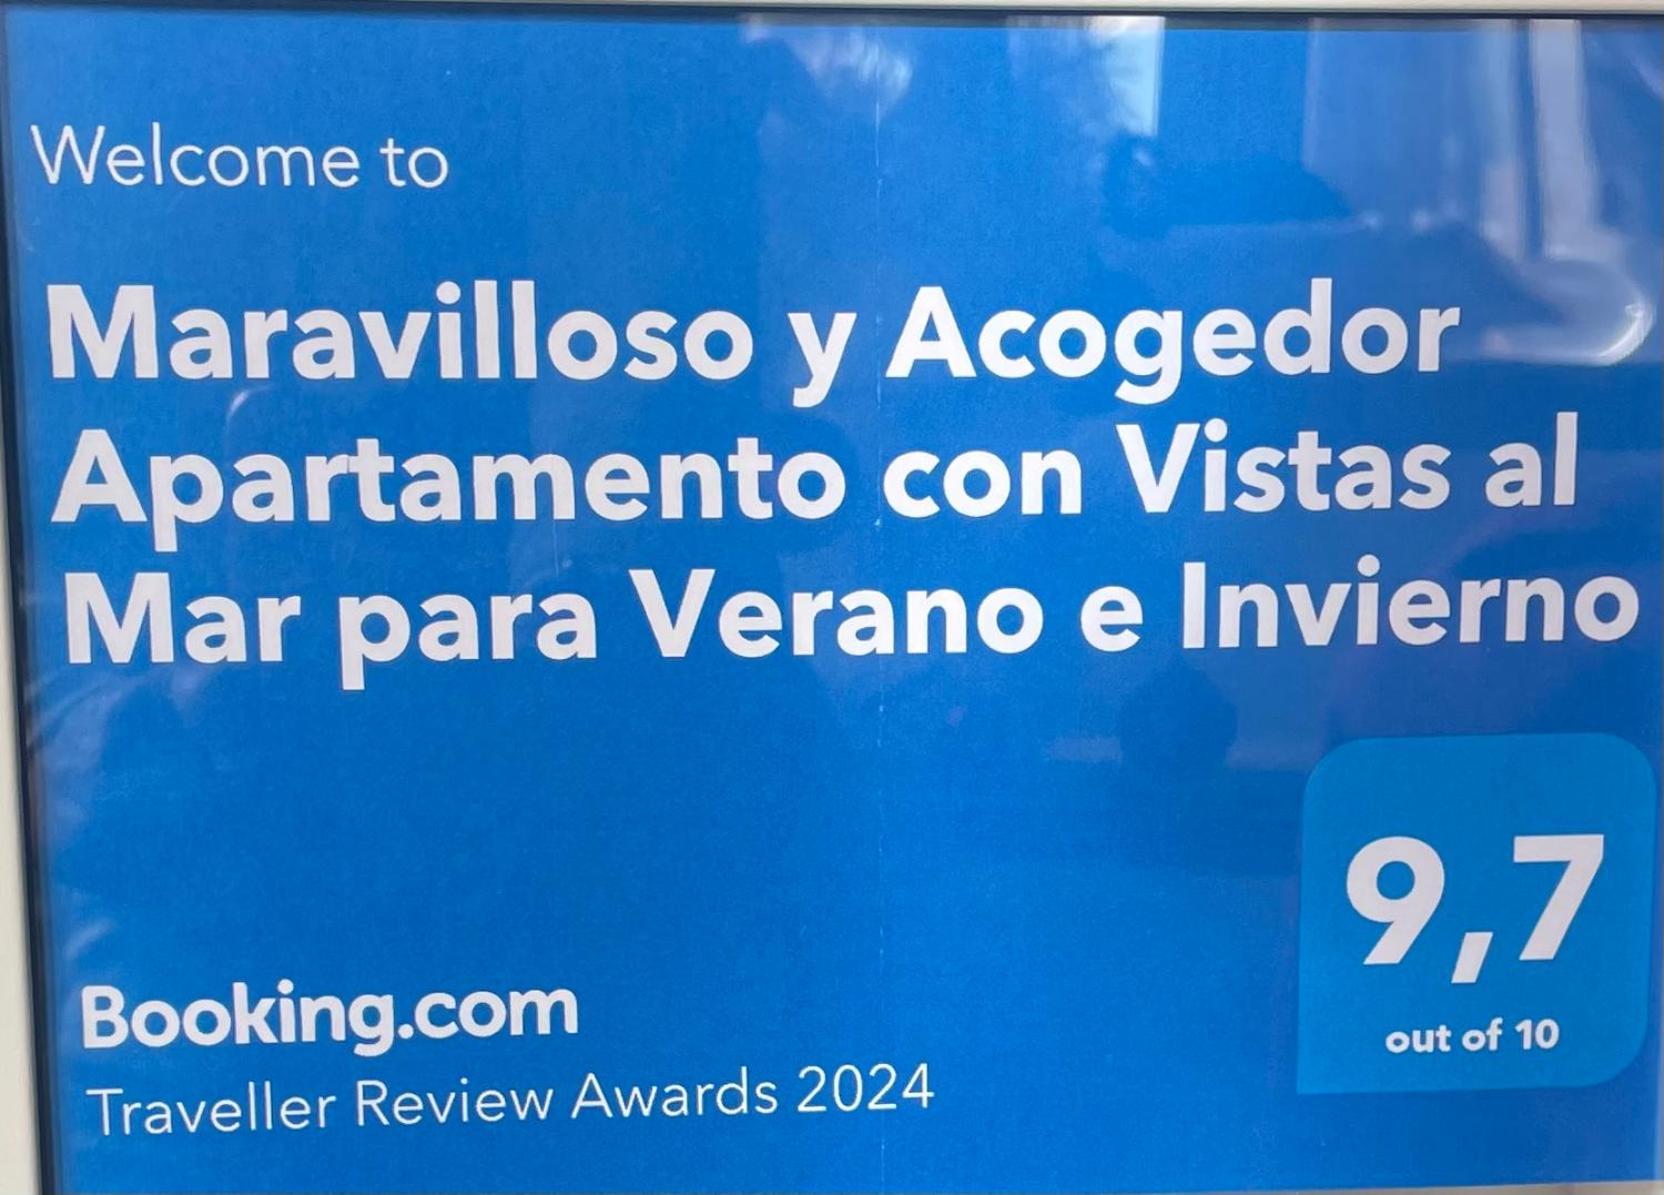 Welcome to
Maravilloso y Acogedor
Apartamento con Vistas al
Mar para Verano e Invierno
9,7
out of 10
Booking.com
Traveller Review Awards 2024